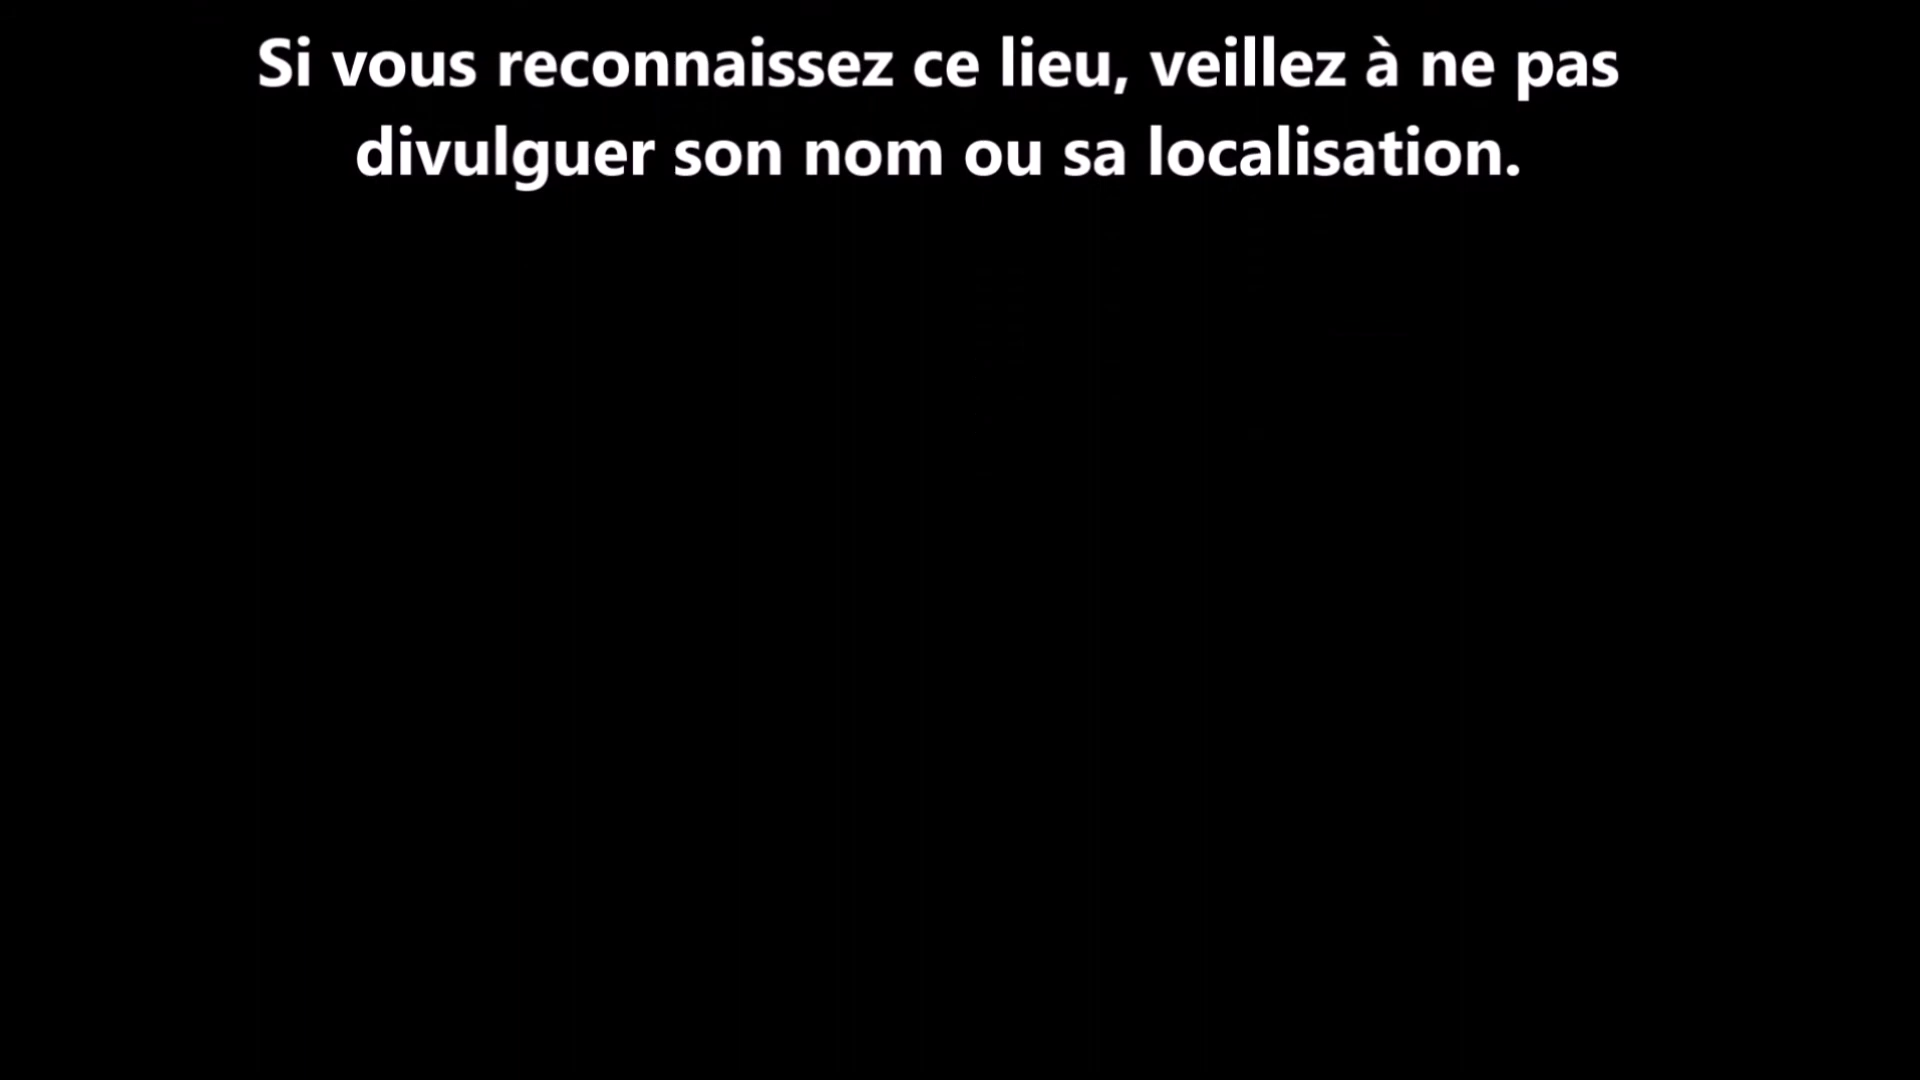 Si vous reconnaissez ce lieu, veillez à ne pas
divulguer son nom ou sa localisation.